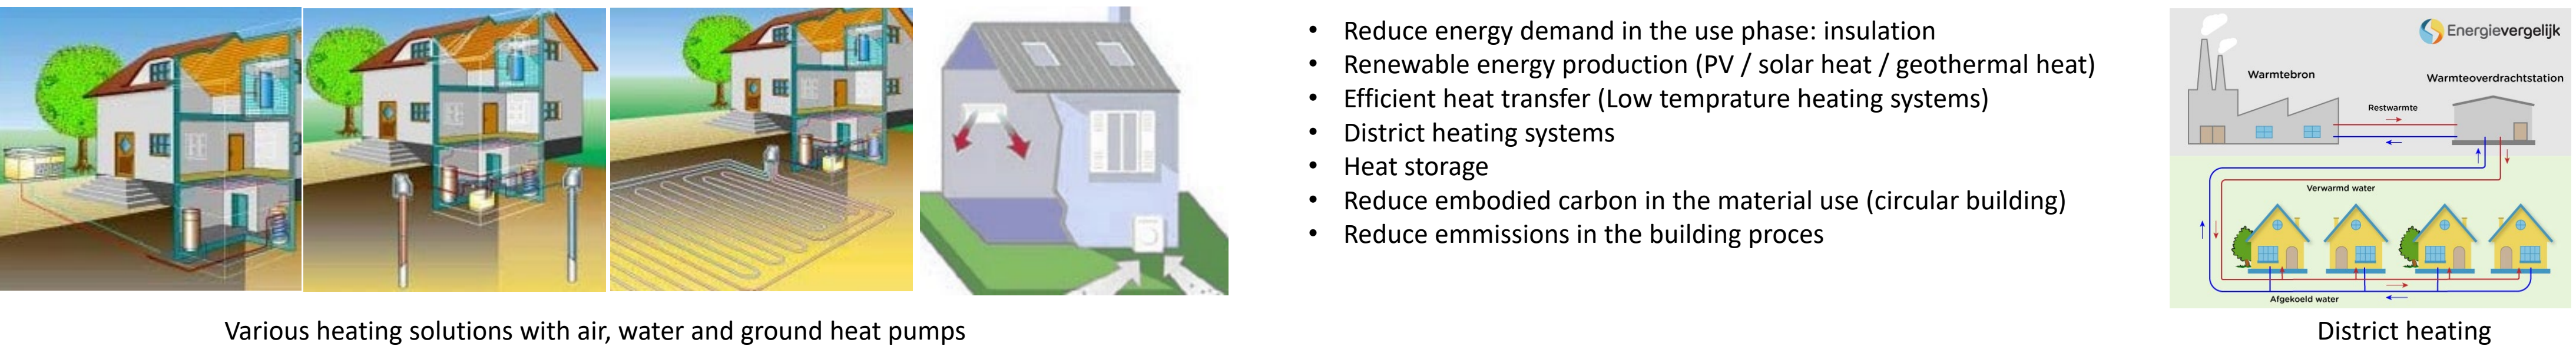 Various heating solutions with air, water and ground heat pumps
• Reduce energy demand in the use phase: insulation
• Renewable energy production (PV / solar heat / geothermal heat)
• Efficient heat transfer (Low temprature heating systems)
• District heating systems
• Heat storage
• Reduce embodied carbon in the material use (circular building)
• Reduce emmissions in the building proces
Energievergelijk
Warmtebron
Warmteoverdrachtstation
Restwarmte
Verwarmd water
Afgekoeld water
District heating